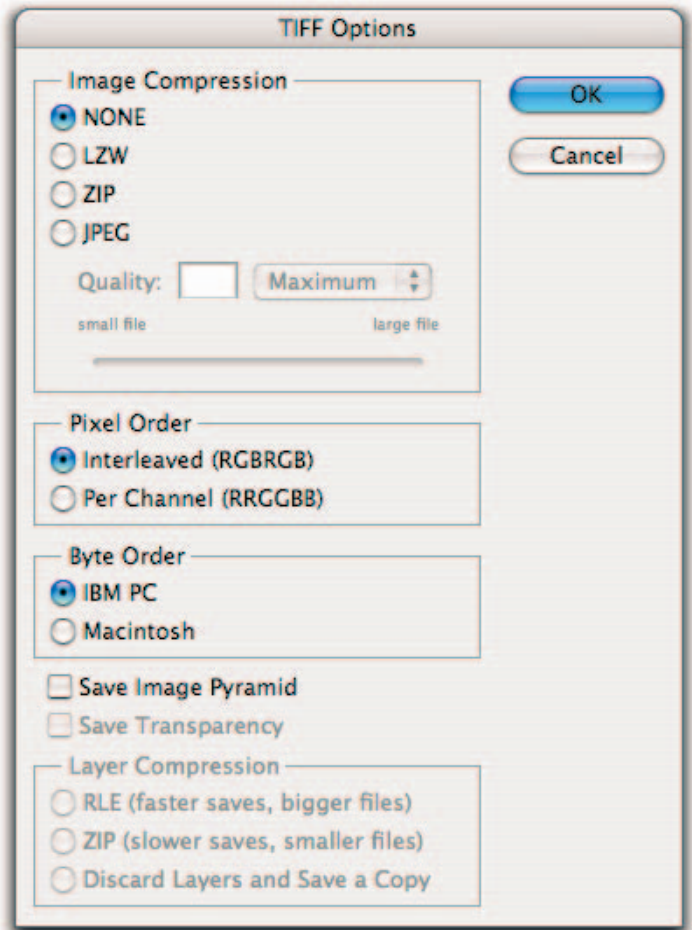 TIFF Options
Image Compression
NONE
LZW
ZIP
JPEG
Quality:
Maximum
small file
large file
Pixel Order
Interleaved (RGBRGB)
Per Channel (RRGGBB)
Byte Order
IBM PC
Macintosh
Save Image Pyramid
Save Transparency
Layer Compression
RLE (faster saves, bigger files)
ZIP (slower saves, smaller files)
Discard Layers and Save a Copy
OK
Cancel